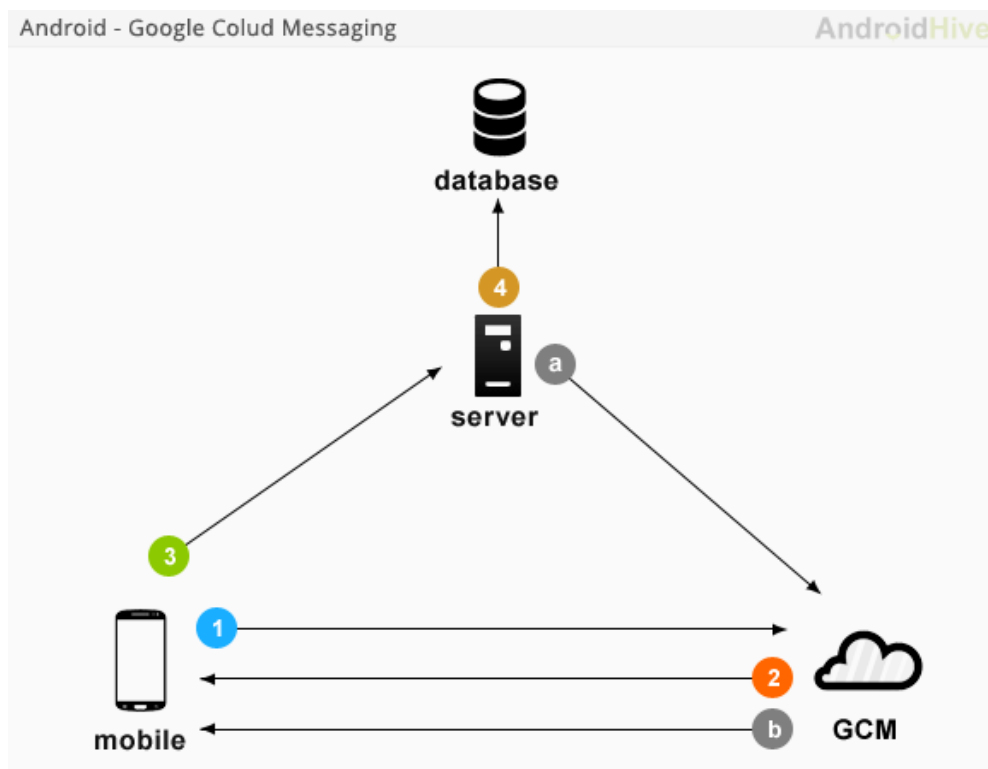 Android - Google Colud Messaging
AndroidHive
database
4
a
server
3
1
2
b
mobile
GCM